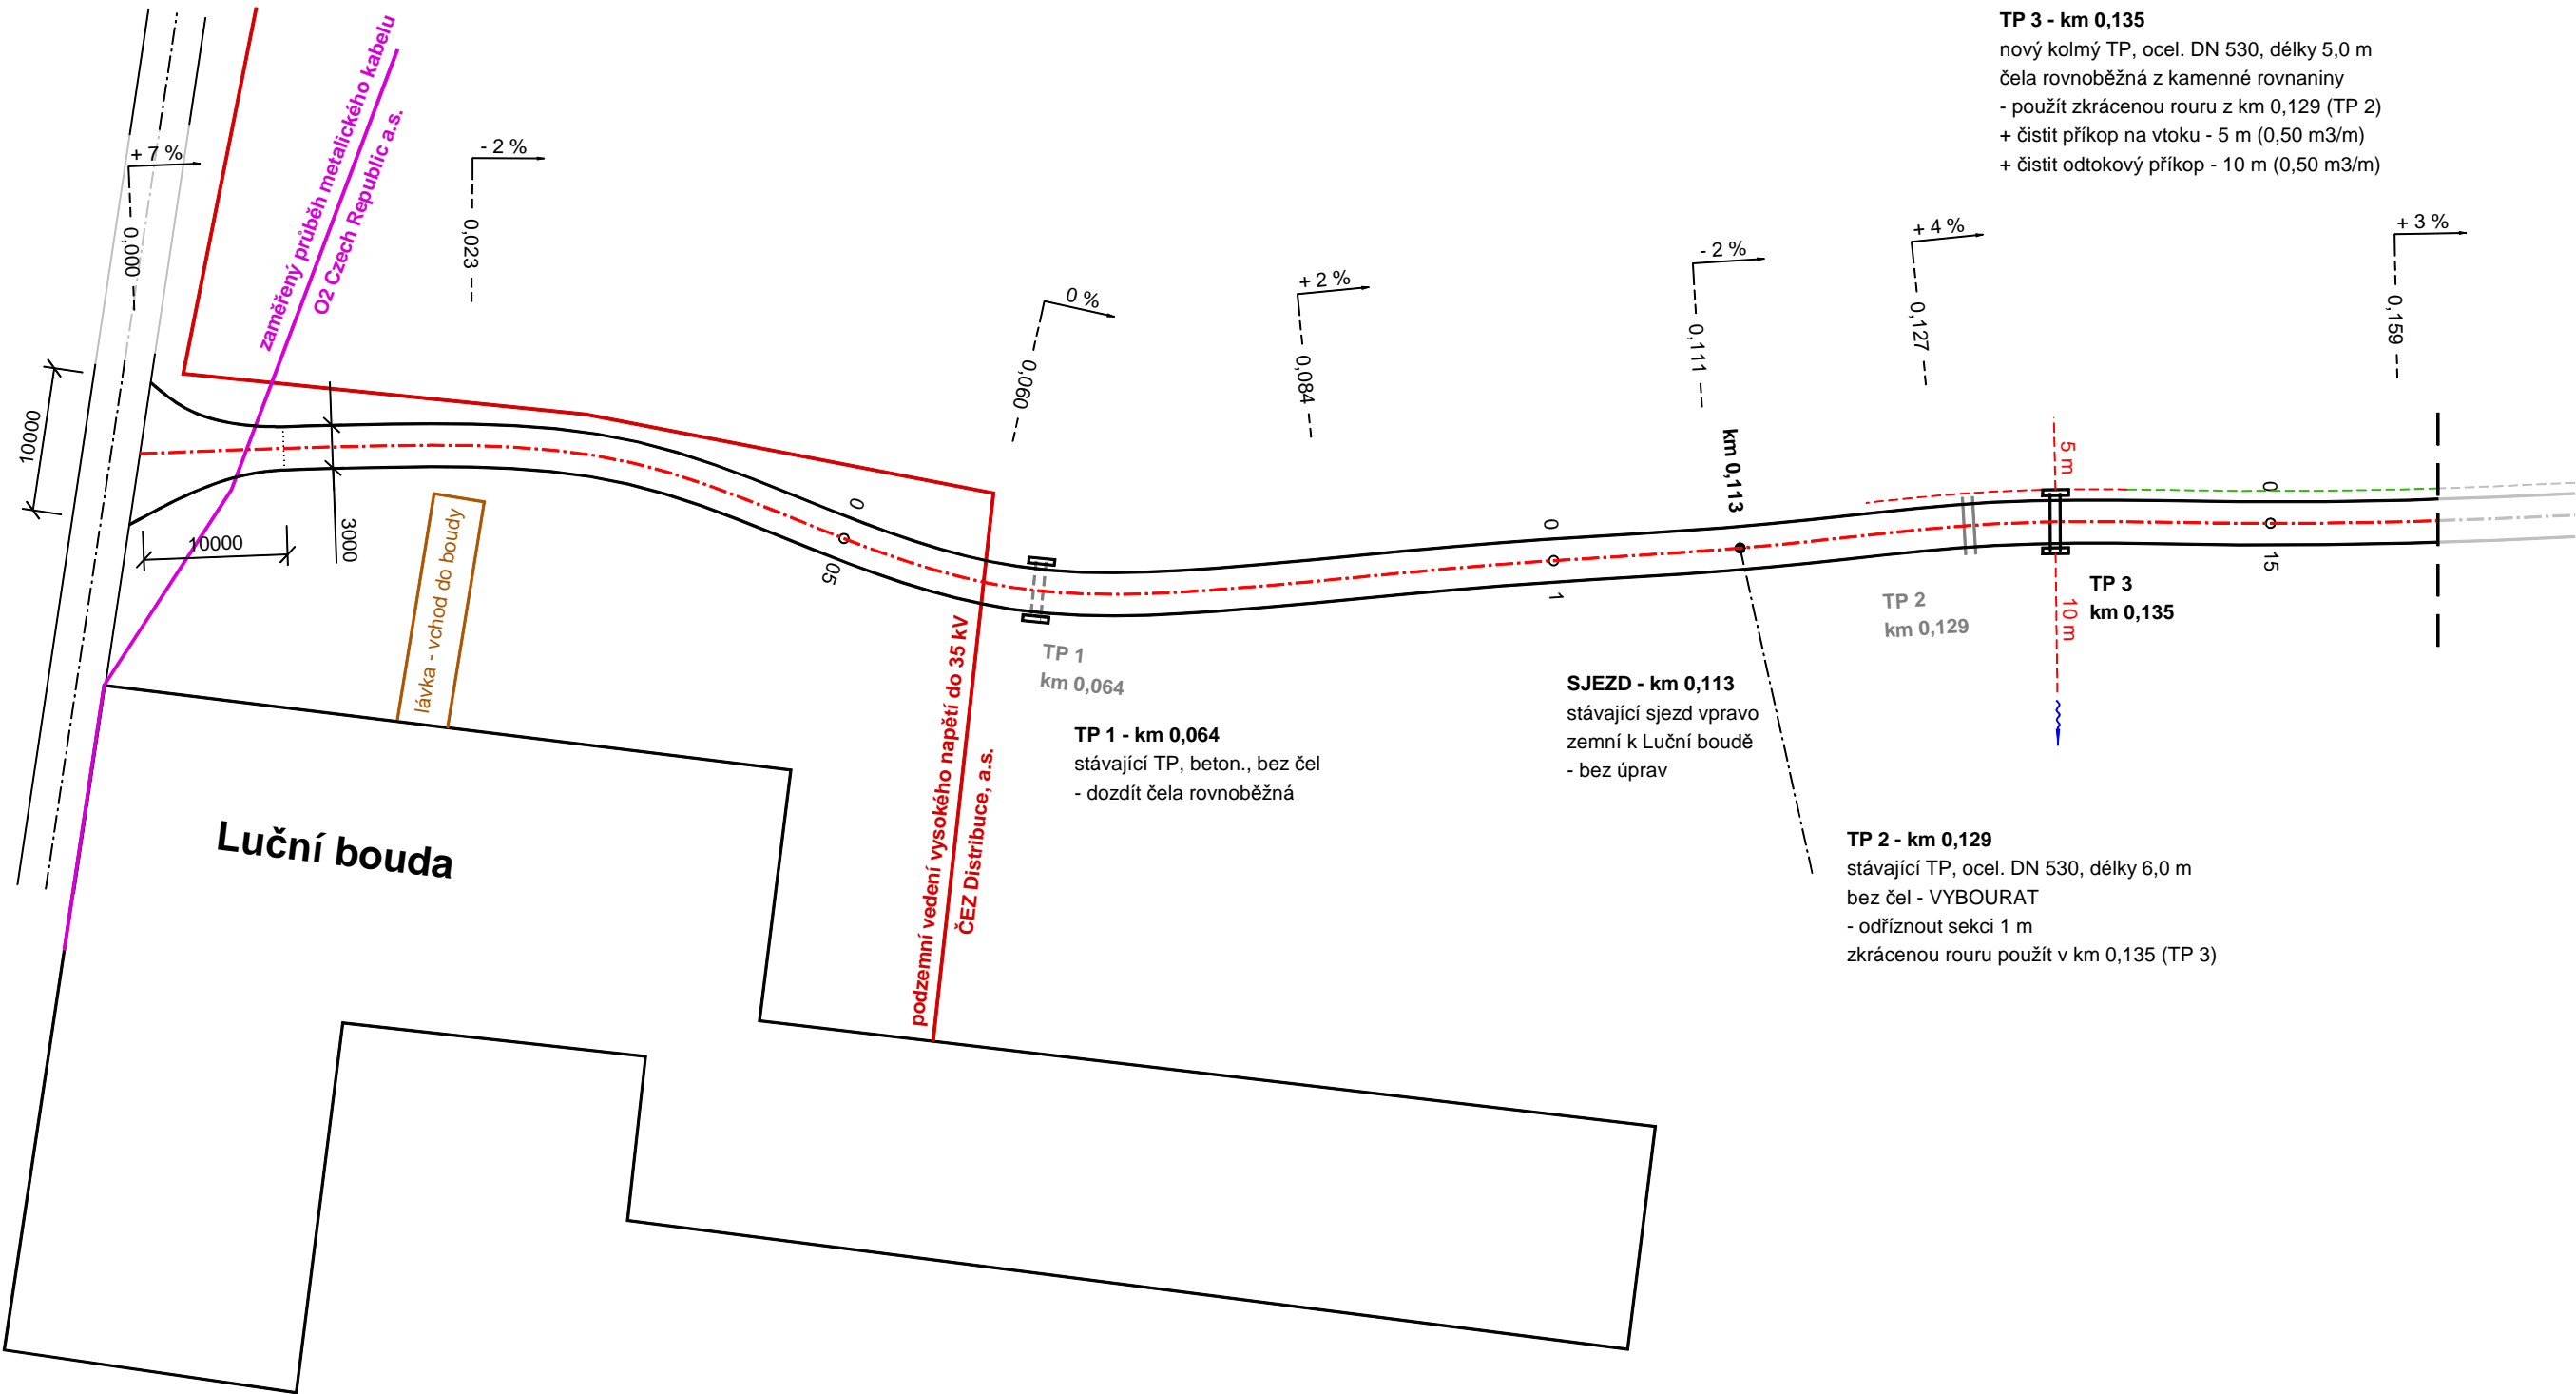 TP 3 - km 0,135
nový kolmý TP, ocel. DN 530, délky 5,0 m
čela rovnoběžná z kamenné rovnaniny
- použít zkrácenou rouru z km 0,129 (TP 2)
+ čistit příkop na vtoku - 5 m (0,50 m3/m)
+ čistit odtokový příkop - 10 m (0,50 m3/m)
+ 7 %
0,000
zaměřený průběh metalického kabelu
O2 Czech Republic a.s.
- 2 %
0,023
0 %
0,060
+ 2 %
0,084
- 2 %
0,111
+ 4 %
0,127
+ 3 %
0,159
10000
10000
3000
lávka - vchod do boudy
0
05
0
1
km 0,113
5 m
10 m
0
15
TP 1
km 0,064
TP 2
km 0,129
TP 3
km 0,135
podzemní vedení vysokého napětí do 35 kV
ČEZ Distribuce, a.s.
TP 1 - km 0,064
stávající TP, beton., bez čel
- dozdít čela rovnoběžná
SJEZD - km 0,113
stávající sjezd vpravo
zemní k Luční boudě
- bez úprav
TP 2 - km 0,129
stávající TP, ocel. DN 530, délky 6,0 m
bez čel - VYBOURAT
- odříznout sekci 1 m
zkrácenou rouru použít v km 0,135 (TP 3)
Luční bouda